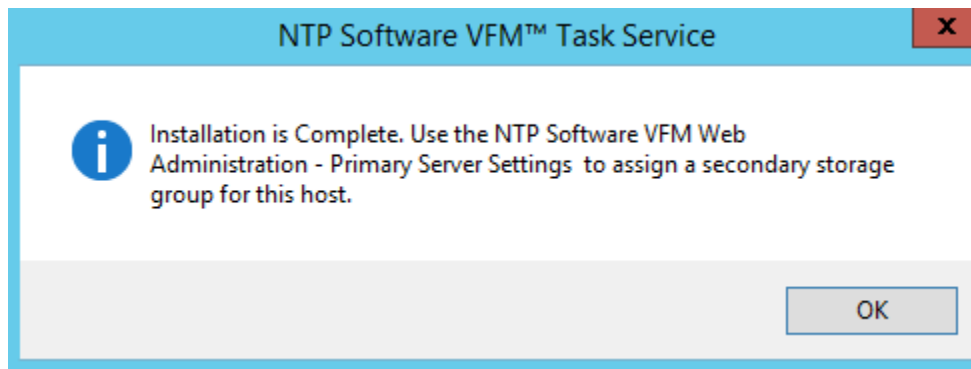 NTP Software VFM™ Task Service
x
Installation is Complete. Use the NTP Software VFM Web
Administration - Primary Server Settings  to assign a secondary storage
group for this host.
OK